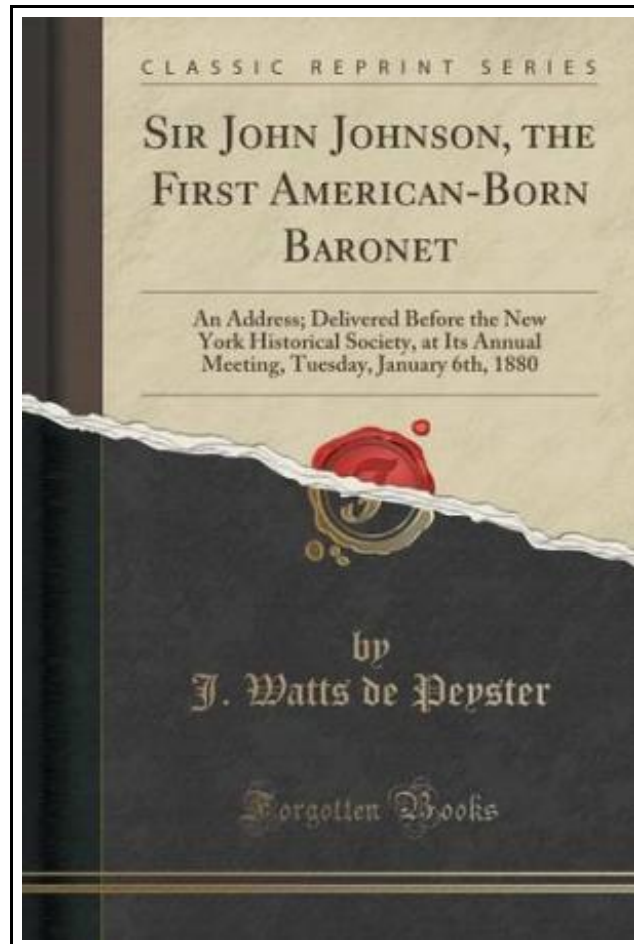 CLASSIC REPRINT SERIES
SIR JOHN JOHNSON, THE
FIRST AMERICAN-BORN
BARONET
An Address; Delivered Before the New
York Historical Society, at Its Annual
Meeting, Tuesday, January 6th, 1880
by
J. Watts de Peyster
Forgotten Books